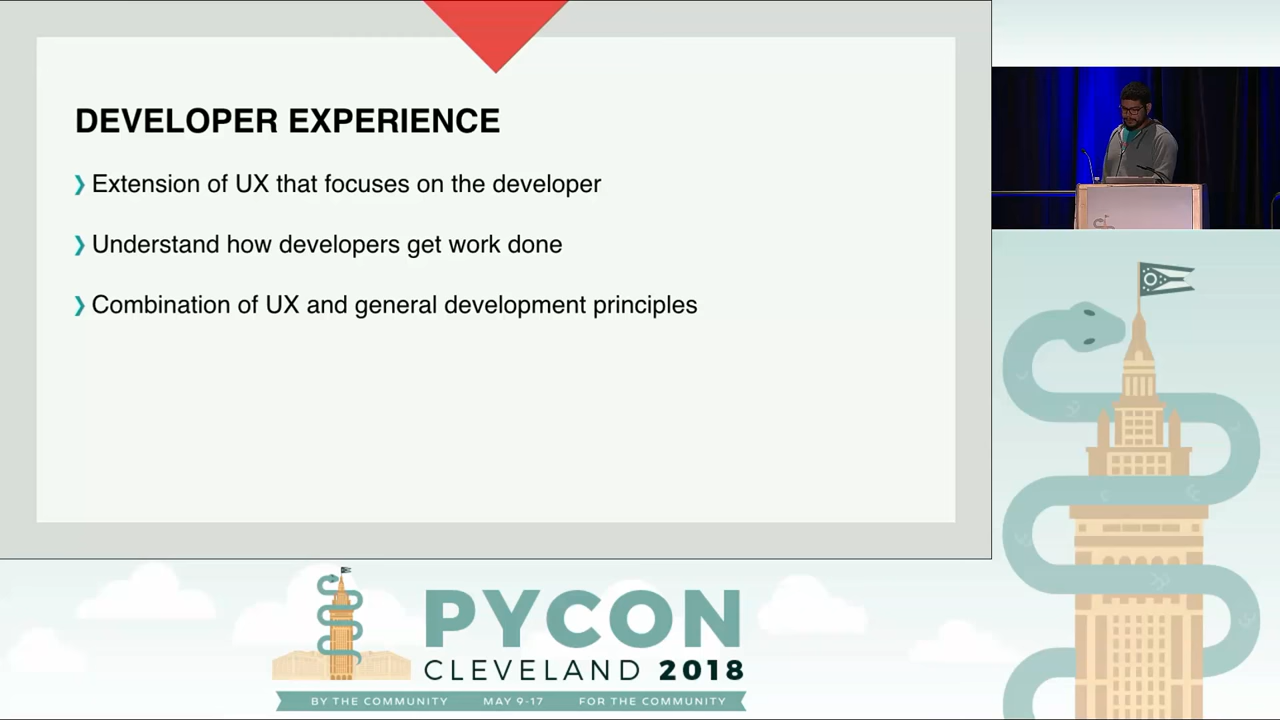 DEVELOPER EXPERIENCE
❯ Extension of UX that focuses on the developer
❯ Understand how developers get work done
❯ Combination of UX and general development principles
PYCON
CLEVELAND 2018
BY THE COMMUNITY MAY 9-17 FOR THE COMMUNITY